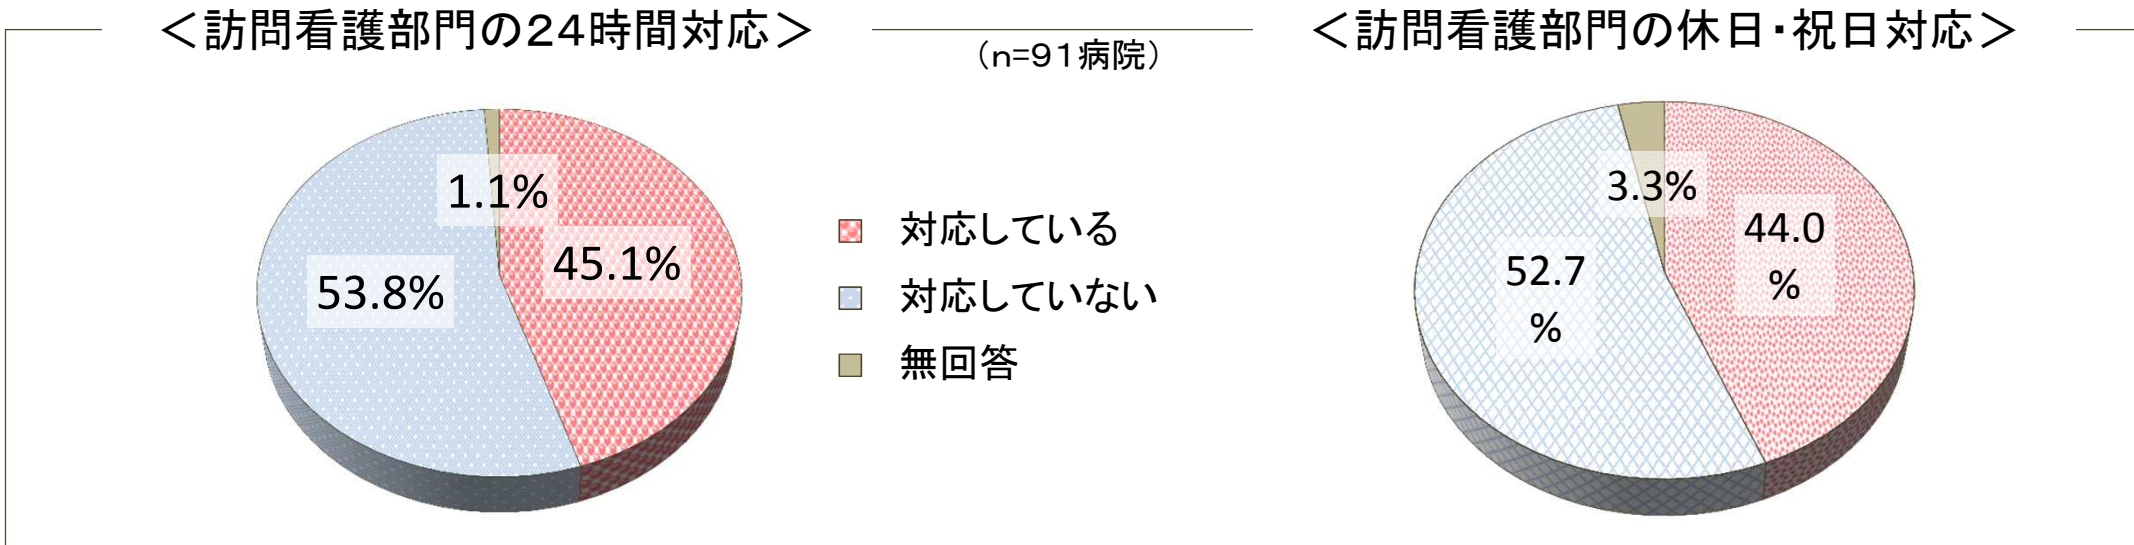 ＜訪問看護部門の２４時間対応＞
（n=９１病院）
＜訪問看護部門の休日・祝日対応＞
1.1%
45.1%
53.8%
対応している
対応していない
無回答
3.3%
44.0
%
52.7
%